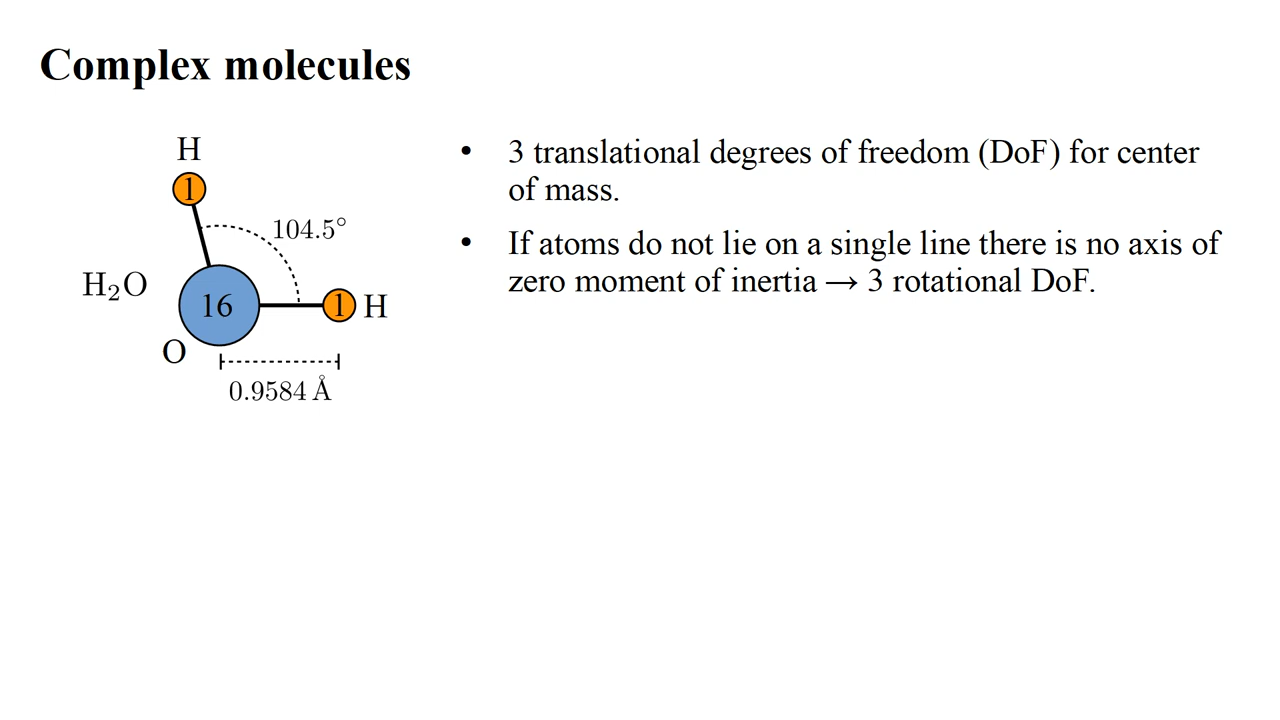 Complex molecules
H
1
104.5°
H₂O
16
1 H
O
0.9584 Å
• 3 translational degrees of freedom (DoF) for center
of mass.
• If atoms do not lie on a single line there is no axis of
zero moment of inertia → 3 rotational DoF.